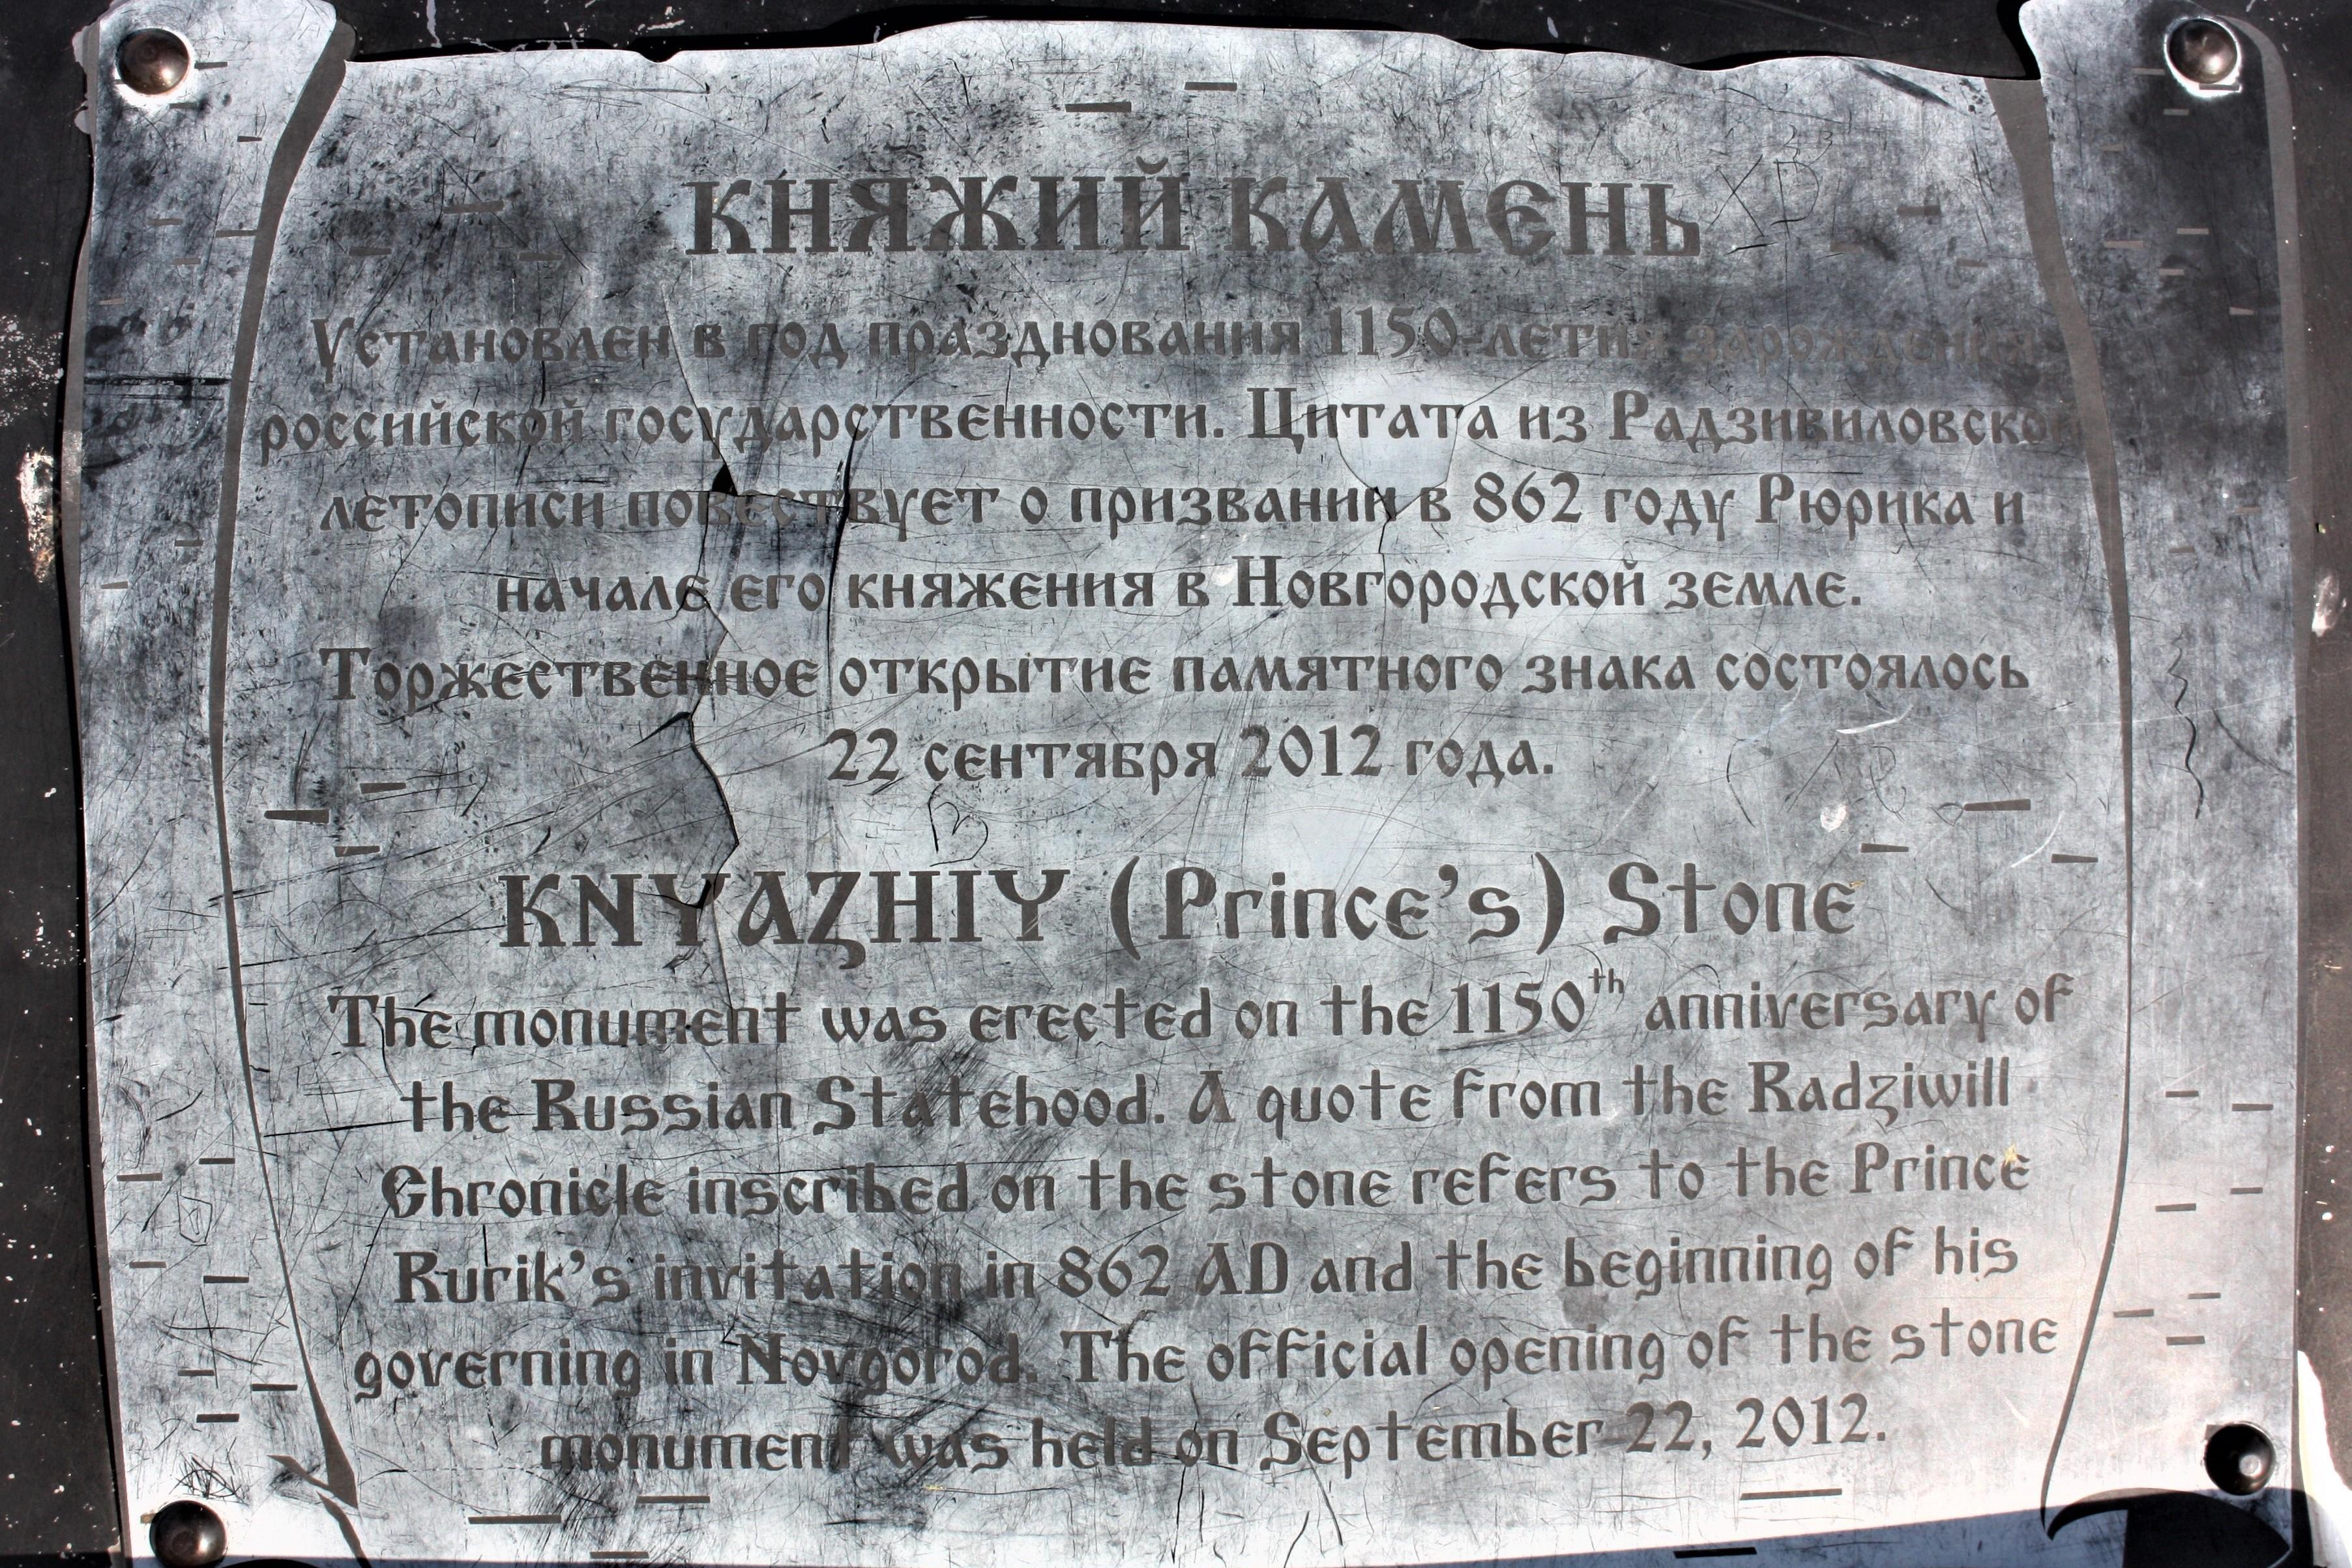 КНЯЖИЙ КАМЕНЬ
Установлен в год празднования 1150-летия зарождения
российской государственности. Цитата из Радзивиловской
летописи повествует о призвании в 862 году Рюрика и
начале его княжения в Новгородской земле.
Торжественное открытие памятного знака состоялось
22 сентября 2012 года.
KNYAZHIY (Prince's) Stone
The monument was erected on the 1150th anniversary of
the Russian Statehood. A quote from the Radziwill
Chronicle inscribed on the stone refers to the Prince
Rurik's invitation in 862 AD and the beginning of his
governing in Novgorod. The official opening of the stone
monument was held on September 22, 2012.